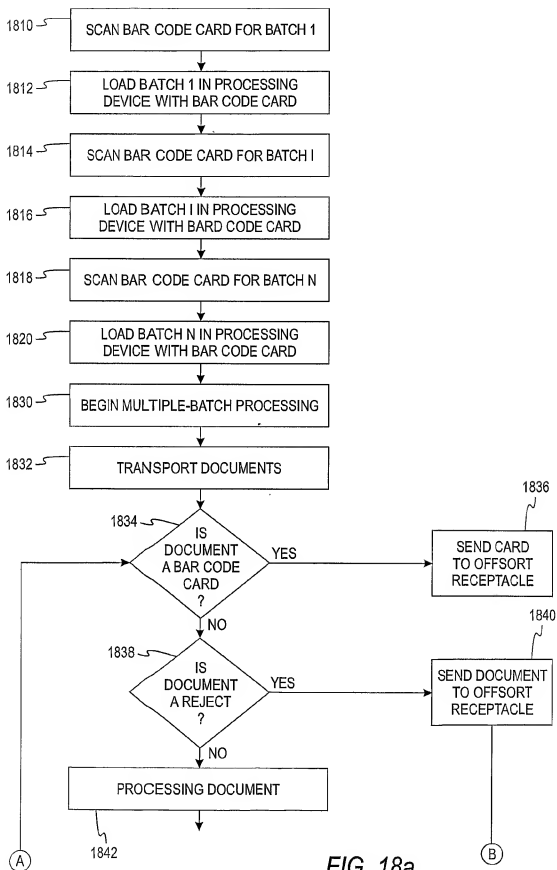 1810
SCAN BAR CODE CARD FOR BATCH 1
1812
LOAD BATCH 1 IN PROCESSING
DEVICE WITH BAR CODE CARD
1814
SCAN BAR CODE CARD FOR BATCH I
1816
LOAD BATCH I IN PROCESSING
DEVICE WITH BARD CODE CARD
1818
SCAN BAR CODE CARD FOR BATCH N
1820
LOAD BATCH N IN PROCESSING
DEVICE WITH BAR CODE CARD
1830
BEGIN MULTIPLE-BATCH PROCESSING
1832
TRANSPORT DOCUMENTS
1834
IS
DOCUMENT
A BAR CODE
CARD
?
YES
1836
SEND CARD
TO OFFSORT
RECEPTACLE
NO
1838
IS
DOCUMENT
A REJECT
?
YES
1840
SEND DOCUMENT
TO OFFSORT
RECEPTACLE
NO
PROCESSING DOCUMENT
1842
A
B
FIG. 18a